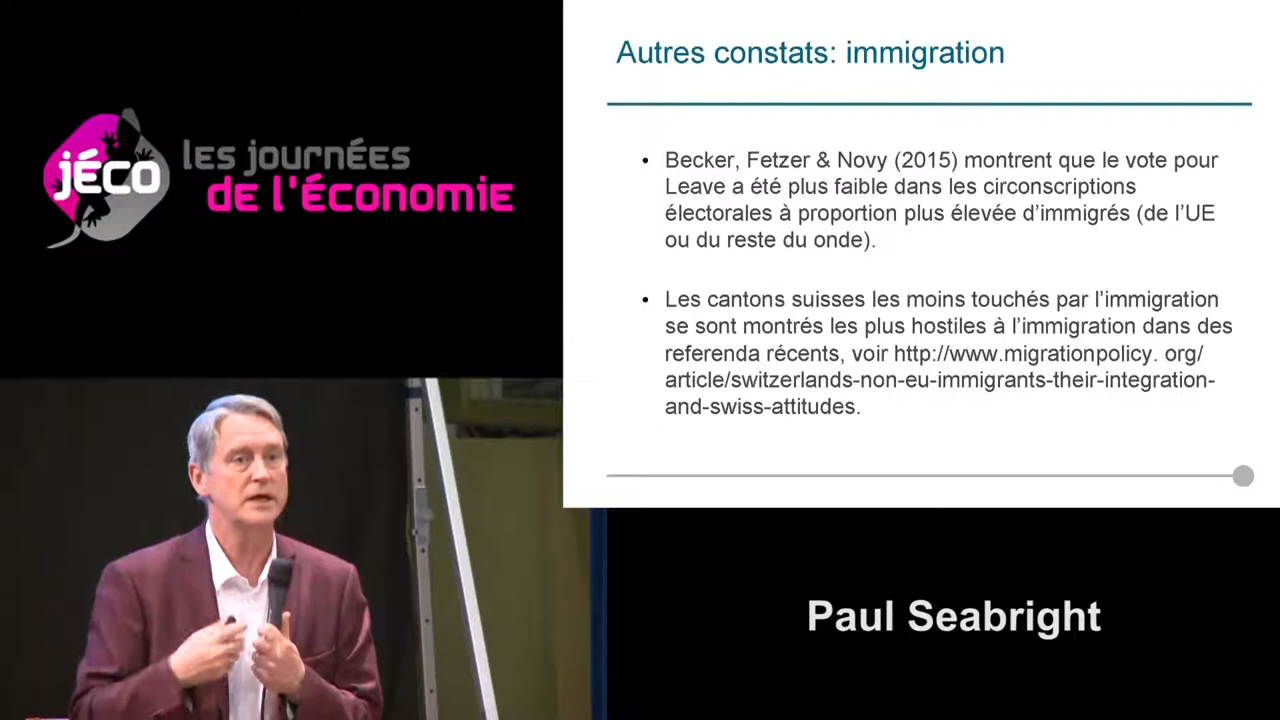 jéco
les journées
de l'économie
Autres constats: immigration
• Becker, Fetzer & Novy (2015) montrent que le vote pour
Leave a été plus faible dans les circonscriptions
électorales à proportion plus élevée d’immigrés (de l’UE
ou du reste du onde).
• Les cantons suisses les moins touchés par l’immigration
se sont montrés les plus hostiles à l’immigration dans des
referenda récents, voir http://www.migrationpolicy. org/
article/switzerlands-non-eu-immigrants-their-integration-
and-swiss-attitudes.
Paul Seabright